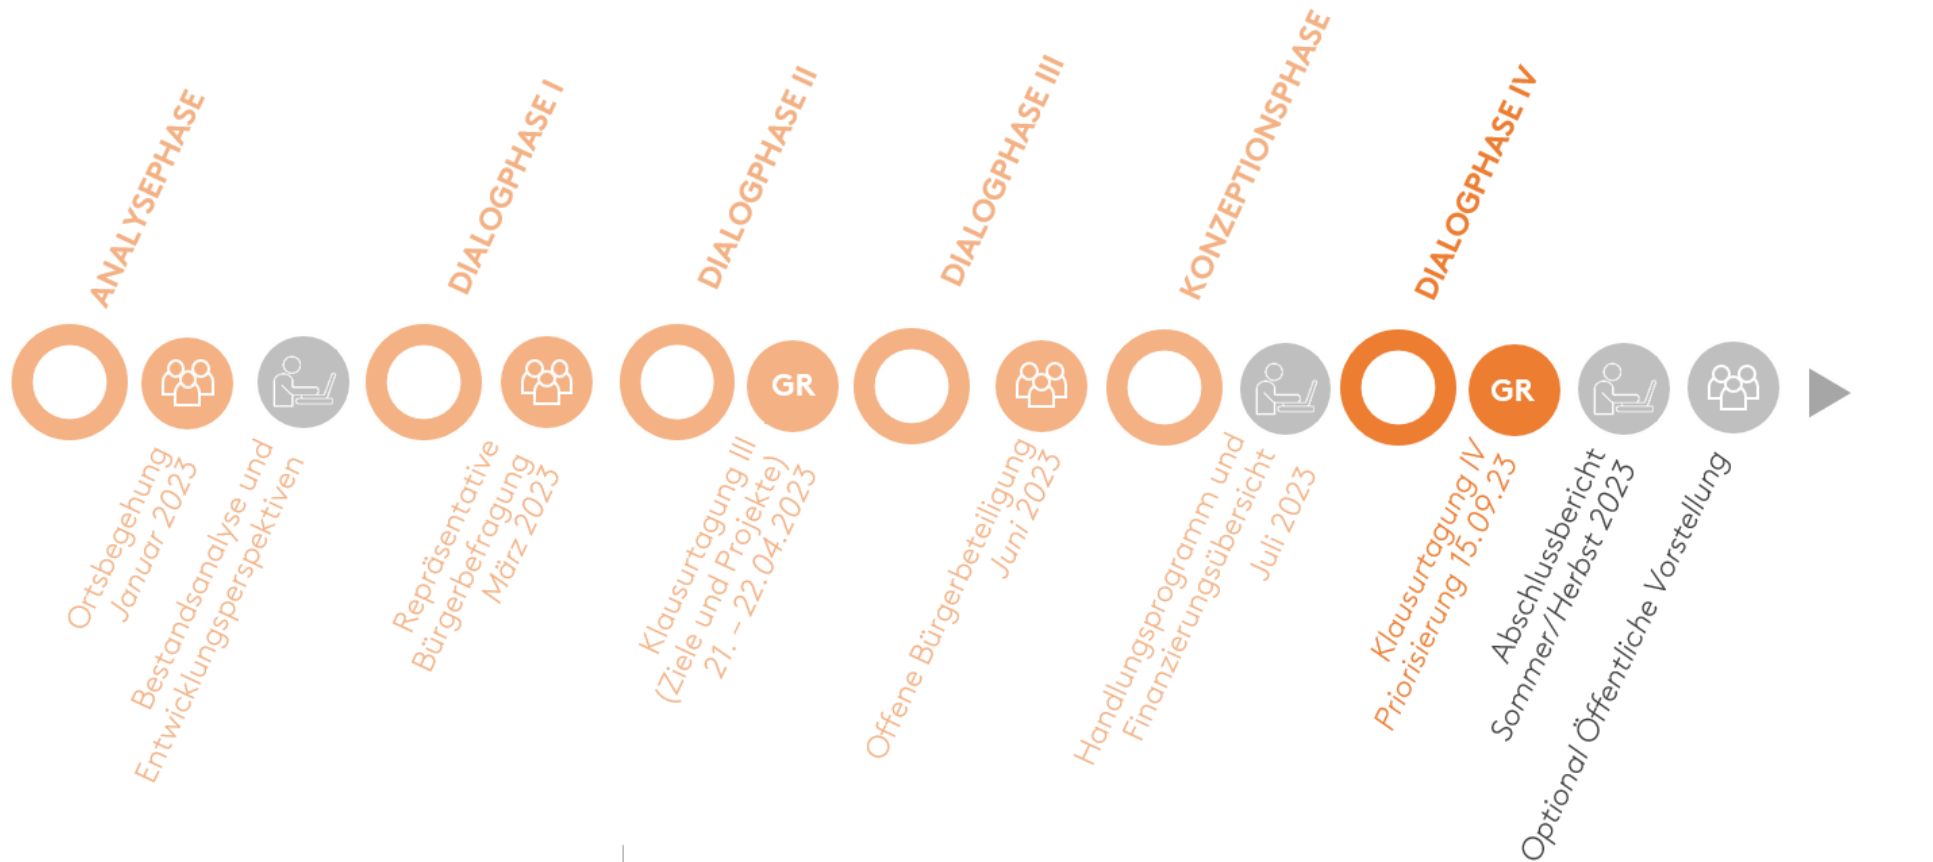 ANALYSEPHASE
DIALOGPHASE I
DIALOGPHASE II
DIALOGPHASE III
KONZEPTIONSPHASE
DIALOGPHASE IV
GR
GR
Ortsbegehung
Januar 2023
Bestandsanalyse und
Entwicklungsperspektiven
Repräsentative
Bürgerbefragung
März 2023
Klausurtagung III
(Ziele und Projekte)
21. – 22.04.2023
Offene Bürgerbeteiligung
Juni 2023
Handlungsprogramm und
Finanzierungsübersicht
Juli 2023
Klausurtagung IV
Priorisierung 15.09.23
Abschlussbericht
Sommer/Herbst 2023
Optional Öffentliche Vorstellung